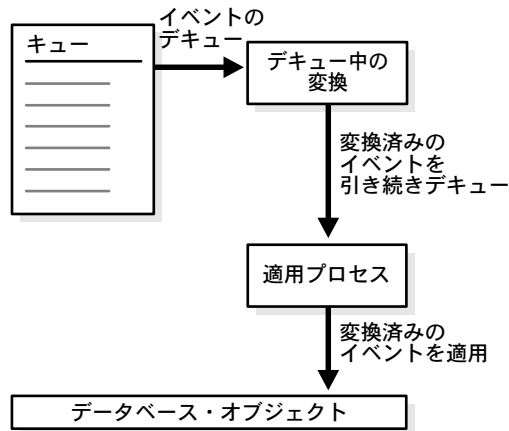 イベントの
デキュー
キュー
デキュー中の
変換
変換済みの
イベントを
引き続きデキュー
適用プロセス
変換済みの
イベントを適用
データベース・オブジェクト